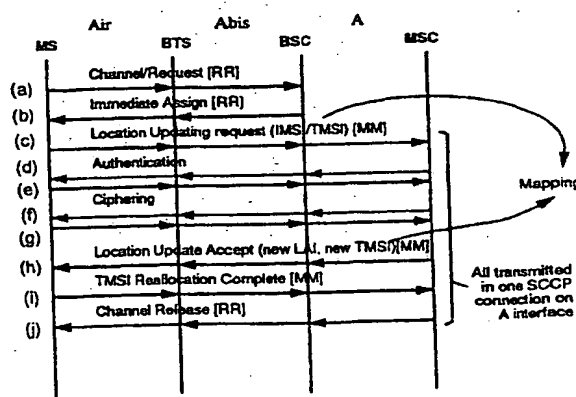 Air Abis A
MS BTS BSC MSC
(a) Channel/Request [RR]
(b) Immediate Assign [RR]
(c) Location Updating request (IMSI/TMSI) [MM]
(d) Authentication
(e)
Ciphering
(f)
(g)
Location Update Accept (new LAI, new TMSI)[MM]
(h)
TMSI Reallocation Complete [MM]
(i)
Channel Release [RR]
(j)
Mapping
All transmitted
in one SCCP
connection on
A interface